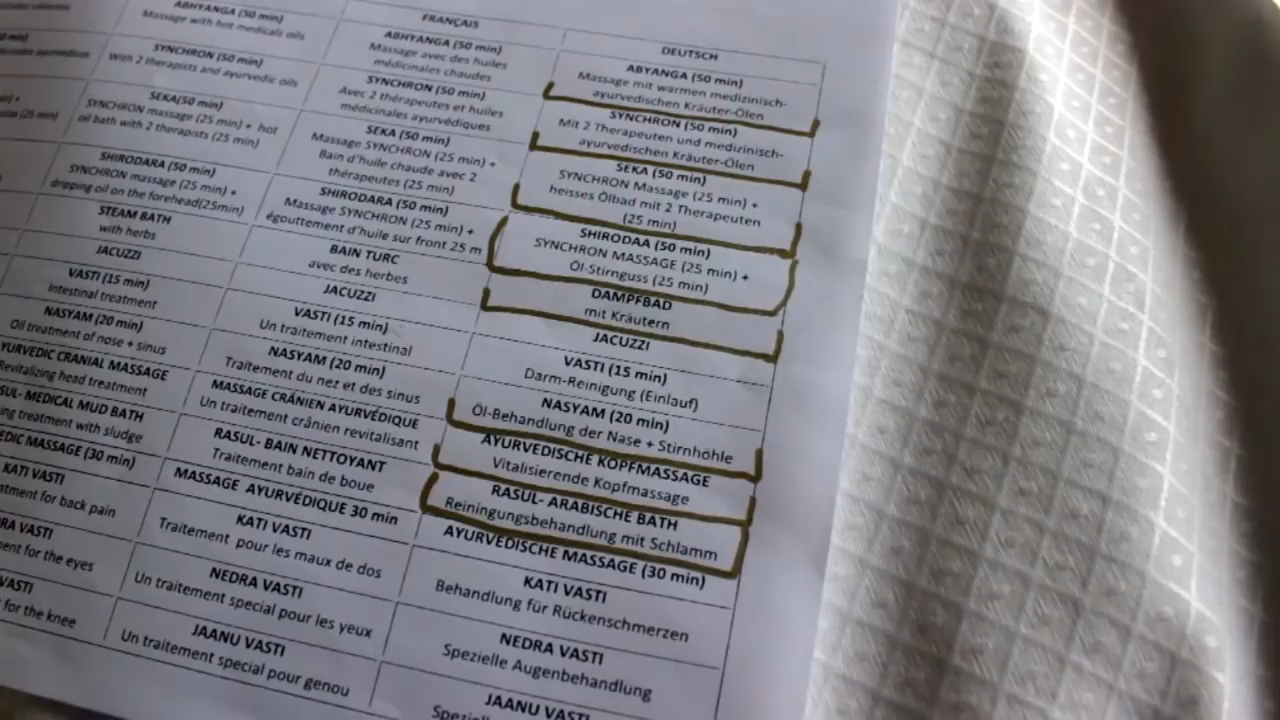 ABHYANGA (50 min)
Massage with hot medicals oils
SYNCHRON (50 min)
With 2 therapists and ayurvedic oils
SEKA(50 min)
SYNCHRON massage (25 min) + hot
oil bath with 2 therapists (25 min)
SHIRODARA (50 min)
SYNCHRON massage (25 min) +
dripping oil on the forehead(25min)
STEAM BATH
with herbs
JACUZZI
VASTI (15 min)
Intestinal treatment
NASYAM (20 min)
Oil treatment of nose + sinus
YURVEDIC CRANIAL MASSAGE
Revitalizing head treatment
SUL- MEDICAL MUD BATH
ing treatment with sludge
EDIC MASSAGE (30 min)
KATI VASTI
atment for back pain
RA VASTI
ent for the eyes
VASTI
for the knee
FRANÇAIS
ABHYANGA (50 min)
Massage avec des huiles
médicinales chaudes
SYNCHRON (50 min)
Avec 2 thérapeutes et huiles
médicinales ayurvédiques
SEKA (50 min)
Massage SYNCHRON (25 min) +
Bain d'huile chaude avec 2
thérapeutes (25 min)
SHIRODARA (50 min)
Massage SYNCHRON (25 min) +
égouttement d'huile sur front 25 m
BAIN TURC
avec des herbes
JACUZZI
VASTI (15 min)
Un traitement intestinal
NASYAM (20 min)
Traitement du nez et des sinus
MASSAGE CRÂNIEN AYURVÉDIQUE
Un traitement crânien revitalisant
RASUL- BAIN NETTOYANT
Traitement bain de boue
MASSAGE AYURVÉDIQUE 30 min
KATI VASTI
Traitement pour les maux de dos
NEDRA VASTI
Un traitement special pour les yeux
JAANU VASTI
Un traitement special pour genou
DEUTSCH
ABYANGA (50 min)
Massage mit warmen medizinisch-
ayurvedischen Kräuter-Ölen
SYNCHRON (50 min)
Mit 2 Therapeuten und medizinisch-
ayurvedischen Kräuter-Ölen
SEKA (50 min)
SYNCHRON Massage (25 min) +
heisses Ölbad mit 2 Therapeuten
(25 min)
SHIRODAA (50 min)
SYNCHRON MASSAGE (25 min) +
Öl-Stirnguss (25 min)
DAMPFBAD
mit Kräutern
JACUZZI
VASTI (15 min)
Darm-Reinigung (Einlauf)
NASYAM (20 min)
Öl-Behandlung der Nase + Stirnhöhle
AYURVEDISCHE KOPFMASSAGE
Vitalisierende Kopfmassage
RASUL- ARABISCHE BATH
Reiningungsbehandlung mit Schlamm
AYURVEDISCHE MASSAGE (30 min)
KATI VASTI
Behandlung für Rückenschmerzen
NEDRA VASTI
Spezielle Augenbehandlung
JAANU VASTI